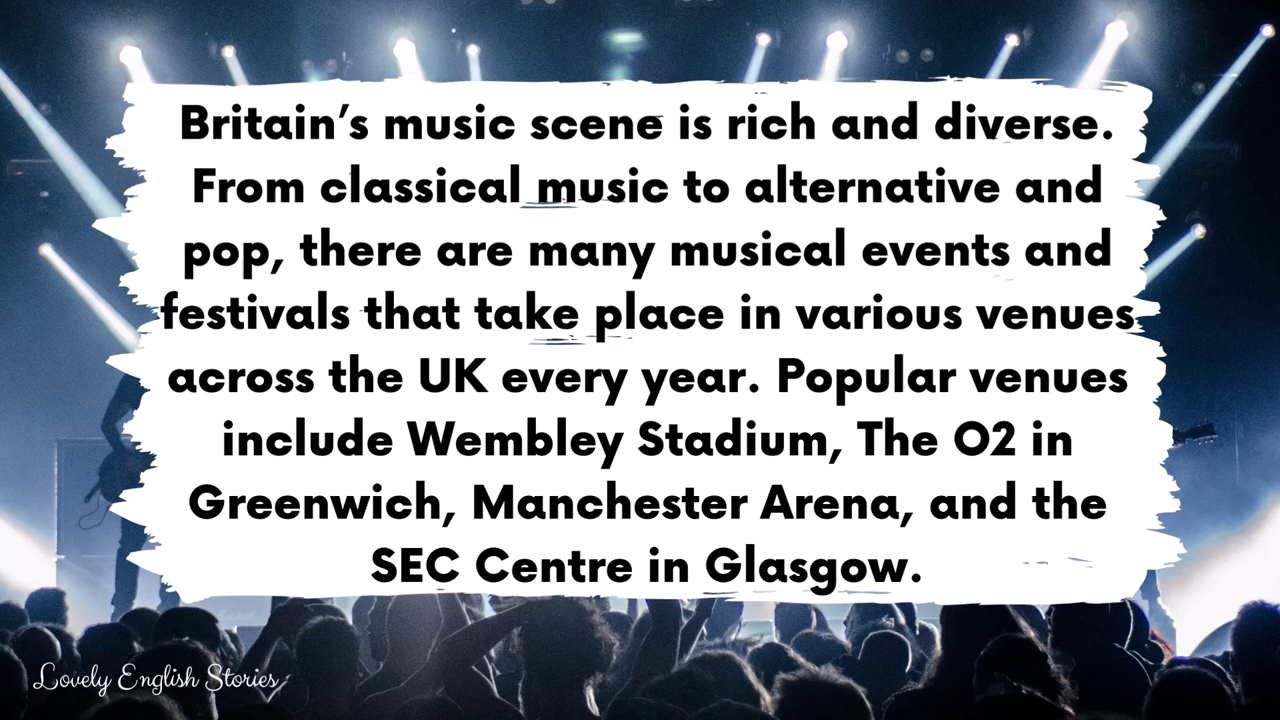 Britain’s music scene is rich and diverse.
From classical music to alternative and
pop, there are many musical events and
festivals that take place in various venues
across the UK every year. Popular venues
include Wembley Stadium, The O2 in
Greenwich, Manchester Arena, and the
SEC Centre in Glasgow.
Lovely English Stories